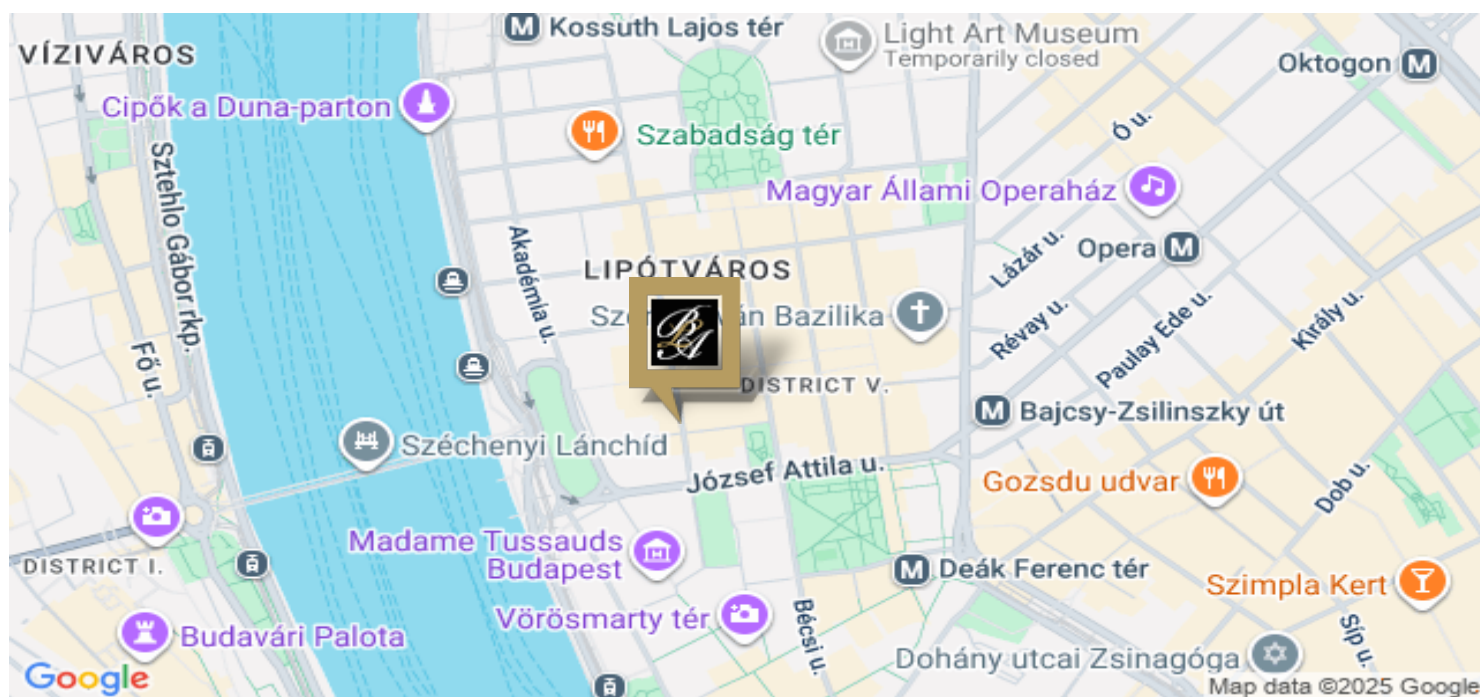 Kossuth Lajos tér
Light Art Museum
Temporarily closed
VÍZIVÁROS
Oktogon
Cipők a Duna-parton
Szabadság tér
Ó u.
Sztehlo Gábor rkp.
Magyar Állami Operaház
Akadémia u.
Opera
Lázár u.
LIPÓTVÁROS
Bazilika
Révay u.
Paulay Ede u.
Király u.
Fő u.
BLA
DISTRICT V.
Bajcsy-Zsilinszky út
Széchenyi Lánchíd
József Attila u.
Gozsdu udvar
Dob u.
Madame Tussauds
Budapest
DISTRICT I.
Deák Ferenc tér
Szimpla Kert
Vörösmarty tér
Bécsi u.
Síp u.
Budavári Palota
Dohány utcai Zsinagóga
Google
Map data ©2025 Google